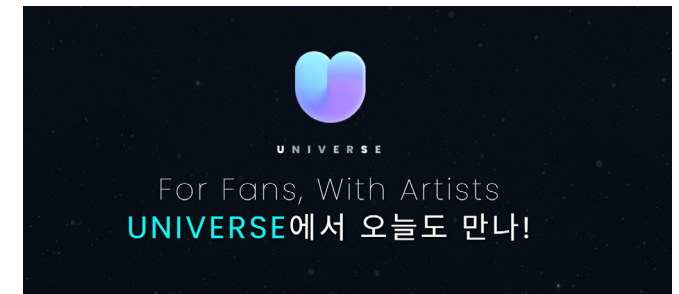 UNIVERSE
For Fans, With Artists
UNIVERSE에서 오늘도 만나!